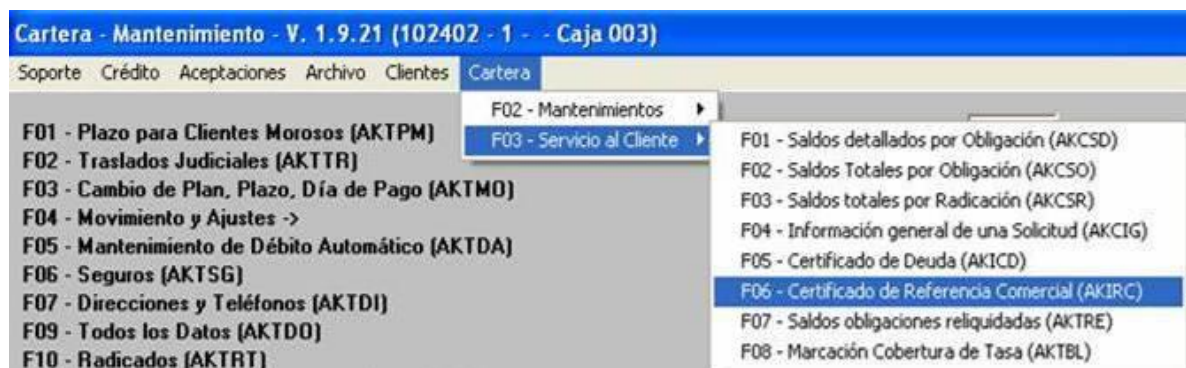 Cartera - Mantenimiento - V. 1.9.21 (102402 - 1 - - Caja 003)
Soporte Crédito Aceptaciones Archivo Clientes Cartera
F02 - Mantenimientos
F03 - Servicio al Cliente
F01 - Plazo para Clientes Morosos (AKTPM)
F02 - Traslados Judiciales (AKTTR)
F03 - Cambio de Plan, Plazo, Día de Pago (AKTMO)
F04 - Movimiento y Ajustes ->
F05 - Mantenimiento de Débito Automático (AKTDA)
F06 - Seguros (AKTSG)
F07 - Direcciones y Teléfonos (AKTDI)
F09 - Todos los Datos (AKTDO)
F10 - Radicados (AKTRT)
F01 - Saldos detallados por Obligación (AKCSD)
F02 - Saldos Totales por Obligación (AKCSO)
F03 - Saldos totales por Radicación (AKCSR)
F04 - Información general de una Solicitud (AKCIG)
F05 - Certificado de Deuda (AKICD)
F06 - Certificado de Referencia Comercial (AKIRC)
F07 - Saldos obligaciones reliquidadas (AKTRE)
F08 - Marcación Cobertura de Tasa (AKTBL)